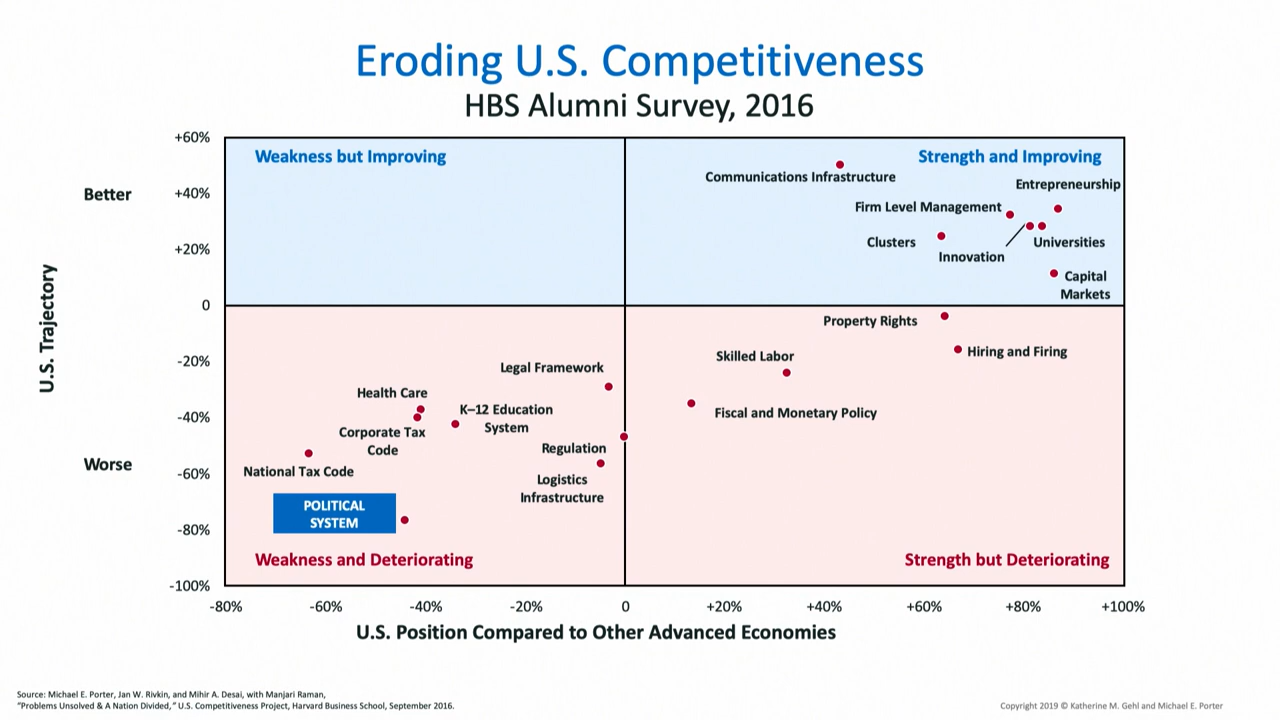 Eroding U.S. Competitiveness
HBS Alumni Survey, 2016
+60%
Weakness but Improving
Strength and Improving
Communications Infrastructure
Entrepreneurship
Better
+40%
Firm Level Management
Clusters
Universities
+20%
Innovation
Capital
Markets
0
U.S. Trajectory
Property Rights
Hiring and Firing
Skilled Labor
-20%
Legal Framework
Health Care
K–12 Education
System
Fiscal and Monetary Policy
-40%
Corporate Tax
Code
Regulation
Worse
National Tax Code
-60%
Logistics
Infrastructure
POLITICAL
SYSTEM
-80%
Weakness and Deteriorating
Strength but Deteriorating
-100%
-80%
-60%
-40%
-20%
0
+20%
+40%
+60%
+80%
+100%
U.S. Position Compared to Other Advanced Economies
Source: Michael E. Porter, Jan W. Rivkin, and Mihir A. Desai, with Manjari Raman,
“Problems Unsolved & A Nation Divided,” U.S. Competitiveness Project, Harvard Business School, September 2016.
Copyright 2019 © Katherine M. Gehl and Michael E. Porter